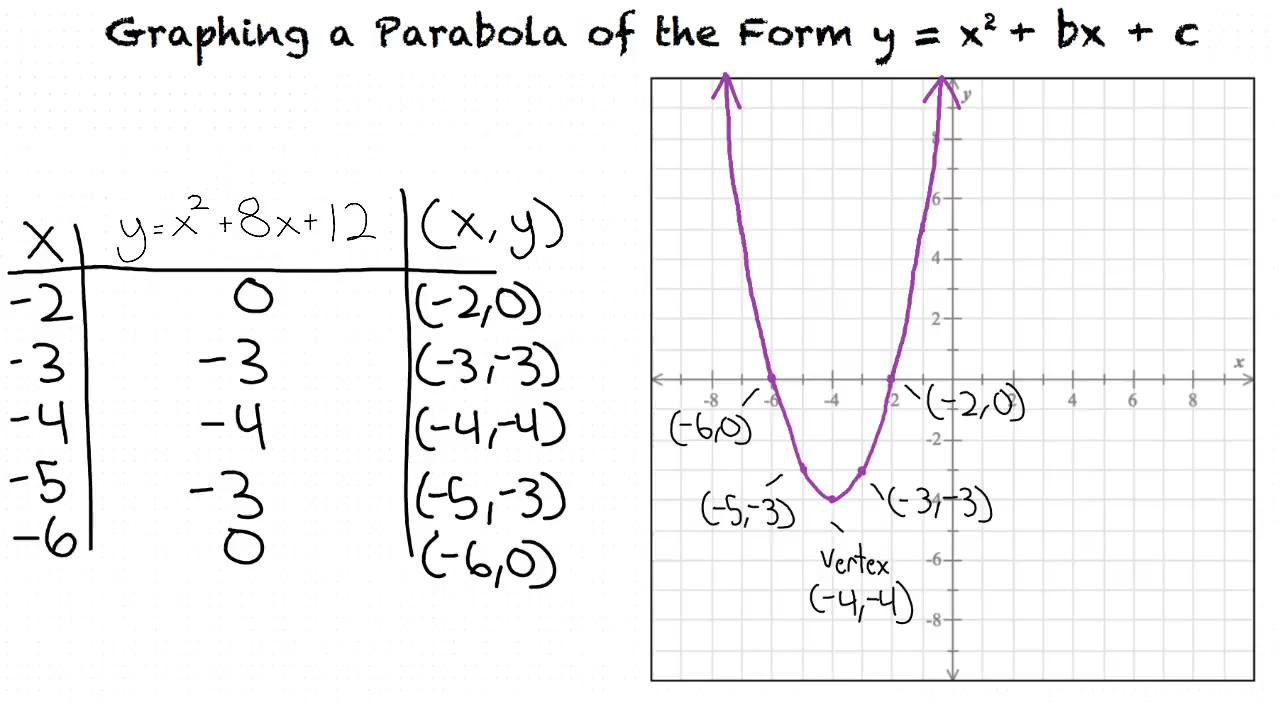 Graphing a Parabola of the Form y = x² + bx + c
x y=x²+8x+12 (x,y)
-2 0 (-2,0)
-3 -3 (-3,-3)
-4 -4 (-4,-4)
-5 -3 (-5,-3)
-6 0 (-6,0)
y
8
6
4
2
x
-8 -6 -4 -2 2 4 6 8
(-6,0) (-2,0)
-2
(-5,-3) (-3,-3)
-4
vertex
-6
(-4,-4)
-8